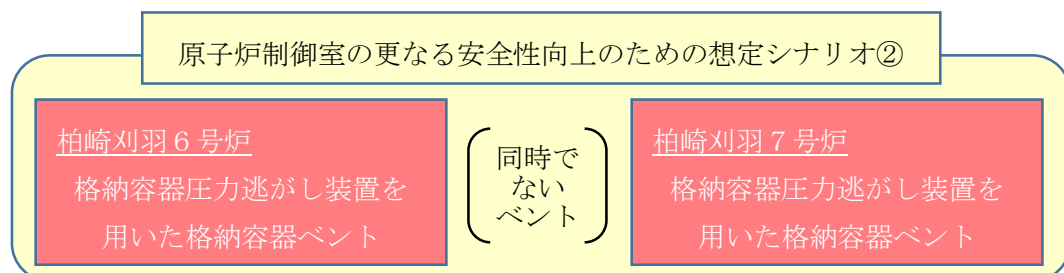 原子炉制御室の更なる安全性向上のための想定シナリオ②
柏崎刈羽６号炉
格納容器圧力逃がし装置を
用いた格納容器ベント
同時で
ない
ベント
柏崎刈羽７号炉
格納容器圧力逃がし装置を
用いた格納容器ベント